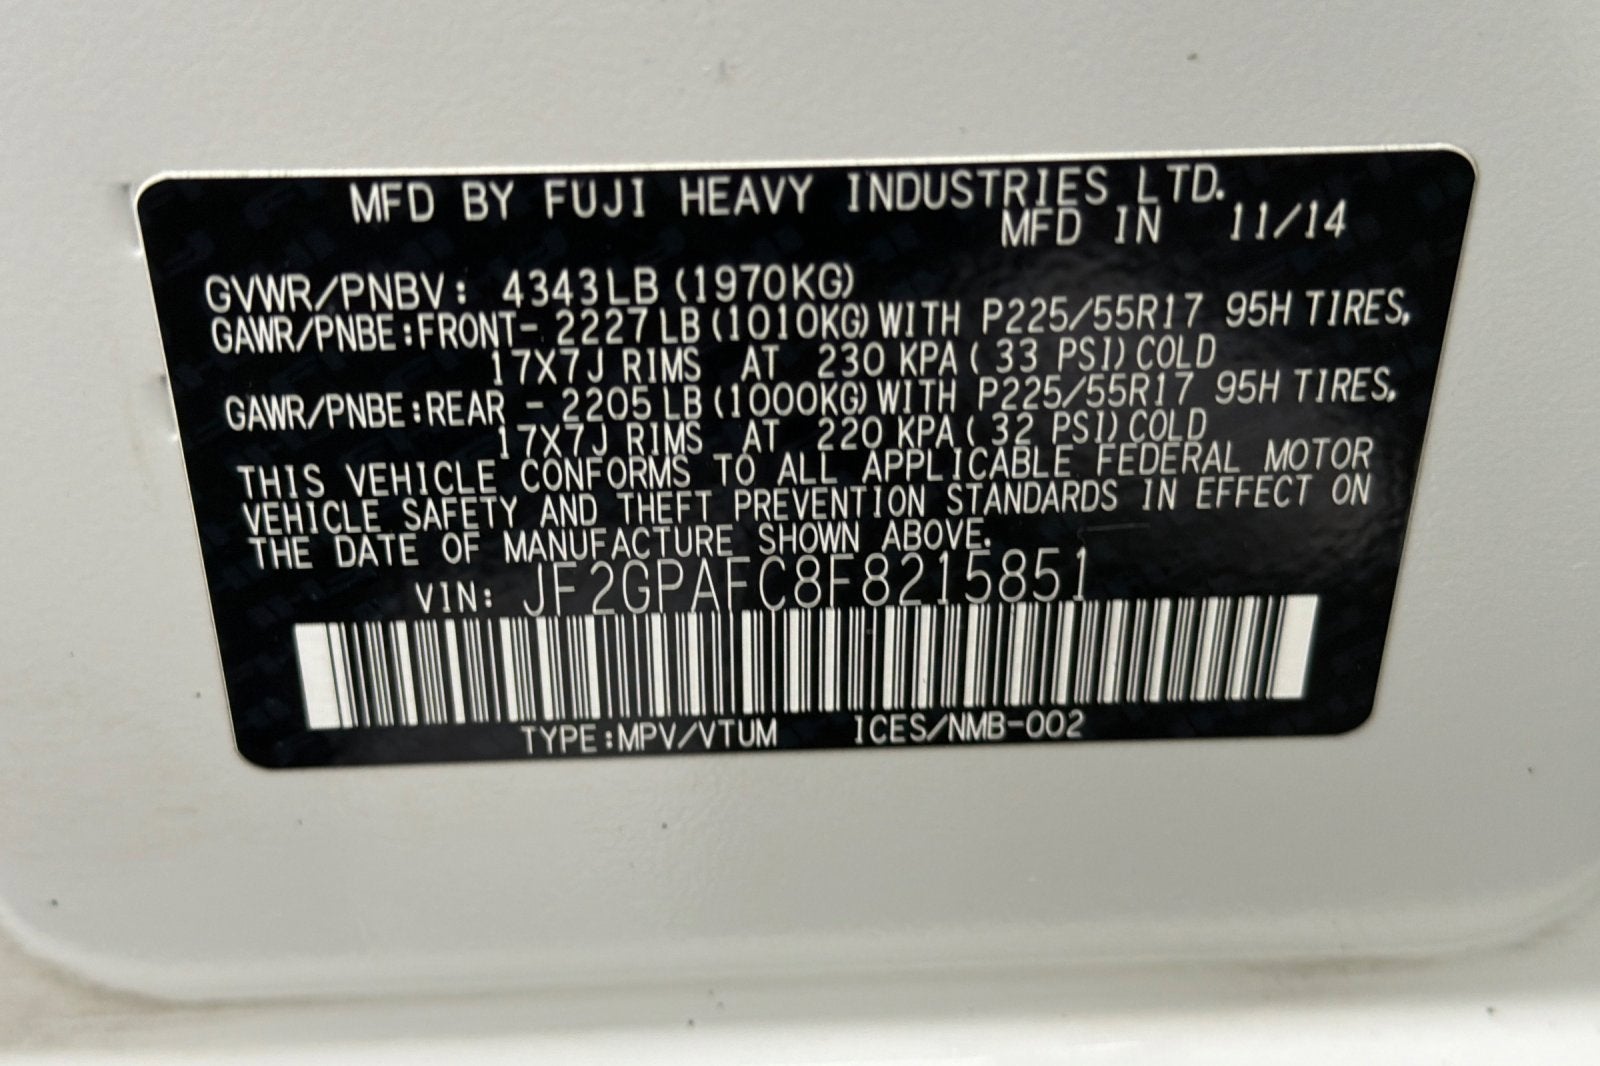 MFD BY FUJI HEAVY INDUSTRIES LTD.
MFD IN 11/14
GVWR/PNBV: 4343LB (1970KG)
GAWR/PNBE:FRONT- 2227LB (1010KG)WITH P225/55R17 95H TIRES,
17X7J RIMS AT 230 KPA( 33 PSI)COLD
GAWR/PNBE:REAR - 2205LB (1000KG)WITH P225/55R17 95H TIRES,
17X7J RIMS AT 220 KPA( 32 PSI)COLD
THIS VEHICLE CONFORMS TO ALL APPLICABLE FEDERAL MOTOR
VEHICLE SAFETY AND THEFT PREVENTION STANDARDS IN EFFECT ON
THE DATE OF MANUFACTURE SHOWN ABOVE.
VIN: JF2GPAFC8F8215851
TYPE:MPV/VTUM ICES/NMB-002